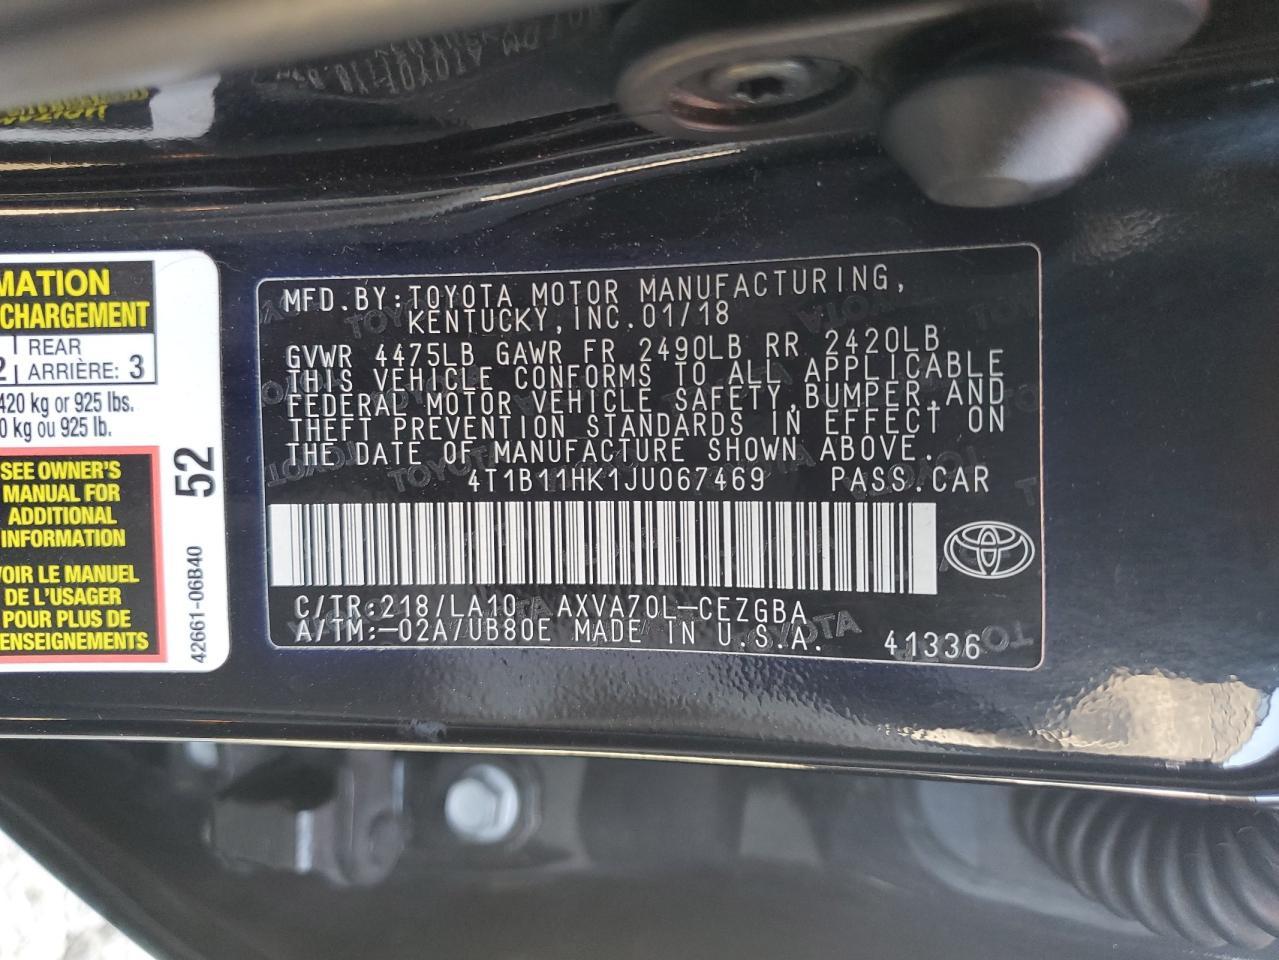 MATION
CHARGEMENT
2 REAR
ARRIÈRE: 3
420 kg or 925 lbs.
0 kg ou 925 lb.
SEE OWNER'S
MANUAL FOR
ADDITIONAL
INFORMATION
VOIR LE MANUEL
DE L'USAGER
POUR PLUS DE
RENSEIGNEMENTS
52
42661-06B40
MFD.BY:TOYOTA MOTOR MANUFACTURING,
KENTUCKY,INC.01/18
GVWR 4475LB GAWR FR 2490LB RR 2420LB
THIS VEHICLE CONFORMS TO ALL APPLICABLE
FEDERAL MOTOR VEHICLE SAFETY,BUMPER,AND
THEFT PREVENTION STANDARDS IN EFFECT ON
THE DATE OF MANUFACTURE SHOWN ABOVE.
4T1B11HK1JU067469 PASS.CAR
C/TR:218/LA10 AXVA70L-CEZGBA
A/TM:-02A/UB80E MADE IN U.S.A. 41336